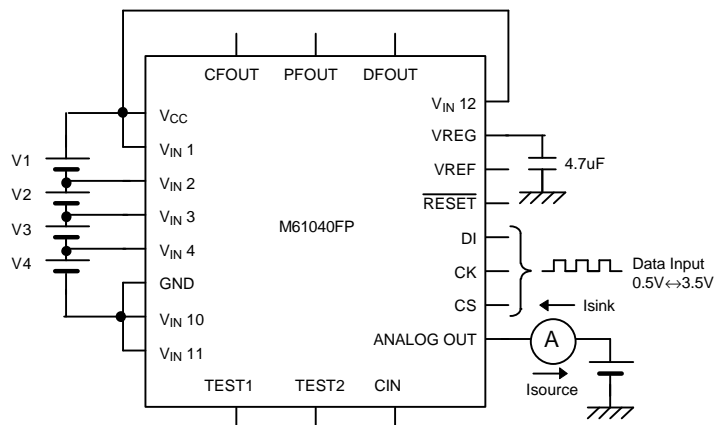 CFOUT PFOUT DFOUT
VCC
VIN 1
V1
VIN 2
V2
VIN 3
V3
VIN 4
V4
GND
VIN 10
VIN 11
M61040FP
VIN 12
VREG
4.7uF
VREF
RESET
DI
CK
CS
Data Input
0.5V↔3.5V
Isink
ANALOG OUT
A
Isource
TEST1 TEST2 CIN